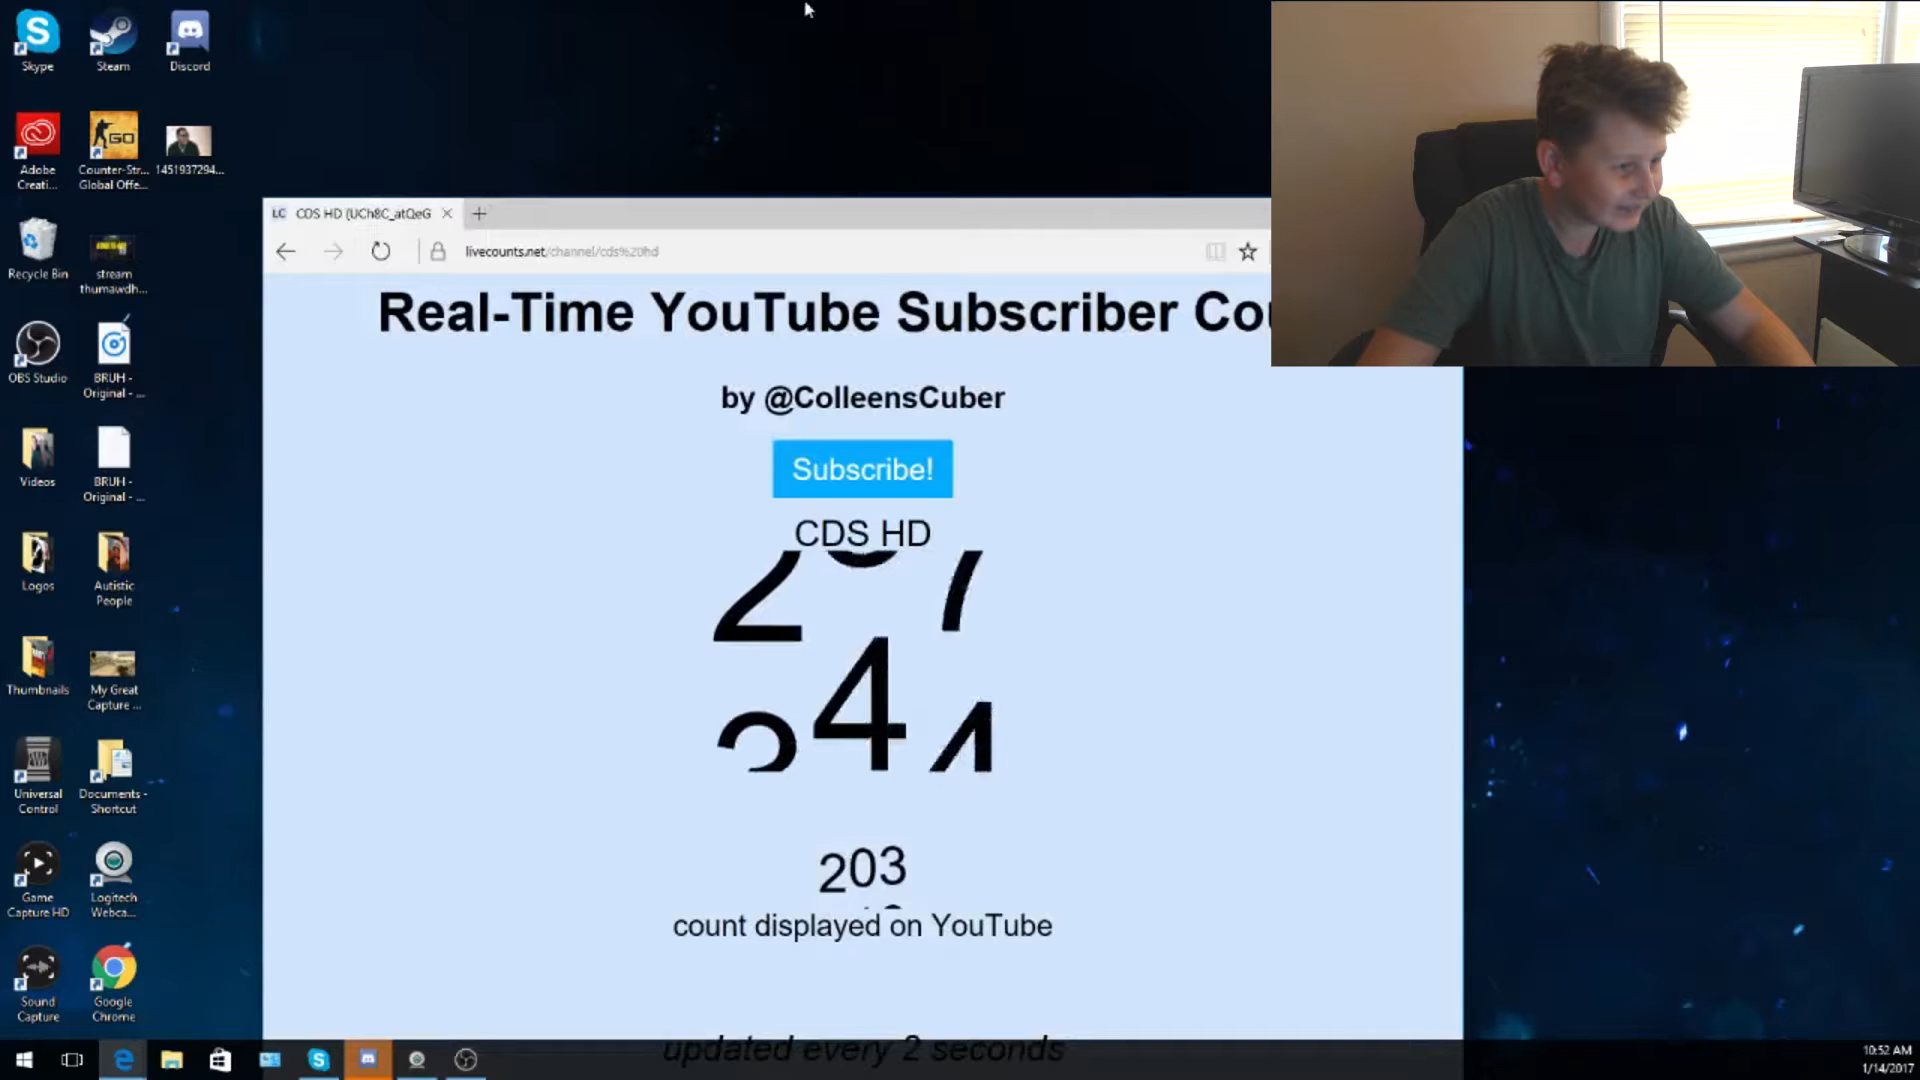 Skype
Steam
Discord
Adobe Creati...
Counter-Str... Global Offe...
1451937294...
Recycle Bin
stream thumawdh...
OBS Studio
BRUH - Original - ...
Videos
BRUH - Original - ...
Logos
Autistic People
Thumbnails
My Great Capture ...
Universal Control
Documents - Shortcut
Game Capture HD
Logitech Webca...
Sound Capture
Google Chrome
GO
LC CDS HD (UCh8C_atQeG
livecounts.net/channel/cds%20hd
Real-Time YouTube Subscriber
by @ColleensCuber
Subscribe!
CDS HD
4
203
count displayed on YouTube
updated every 2 seconds
10:52 AM
1/14/2017